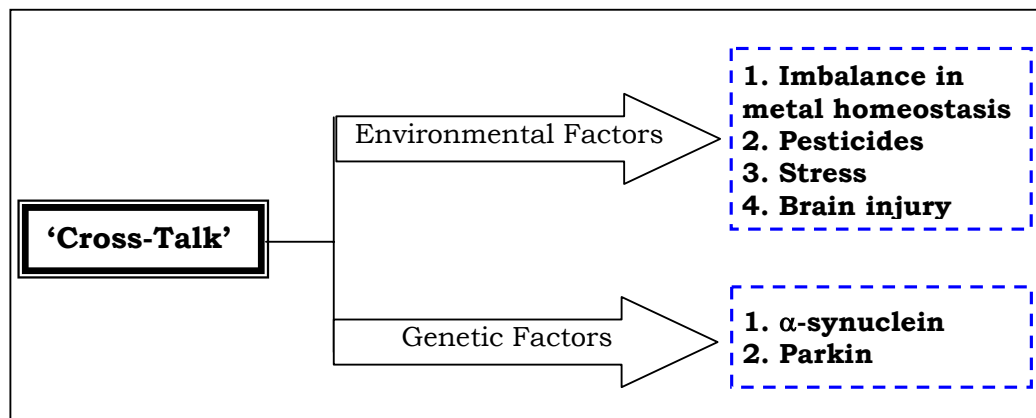 ‘Cross-Talk’
Environmental Factors
1. Imbalance in
metal homeostasis
2. Pesticides
3. Stress
4. Brain injury
Genetic Factors
1. α-synuclein
2. Parkin